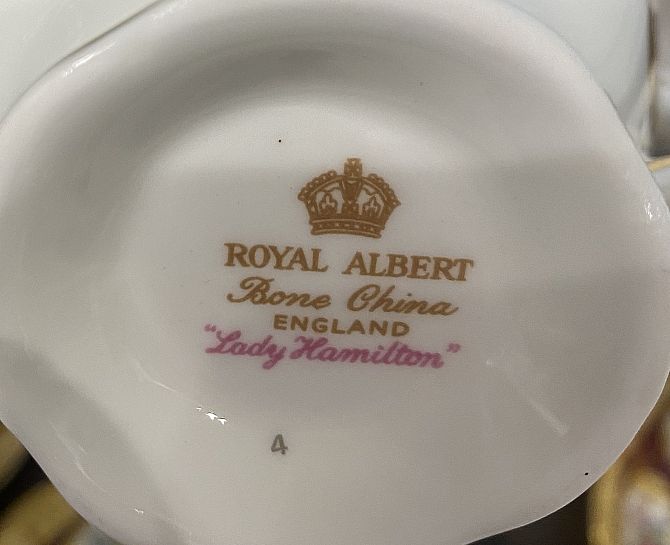 ROYAL ALBERT
Bone China
ENGLAND
"Lady Hamilton"
4